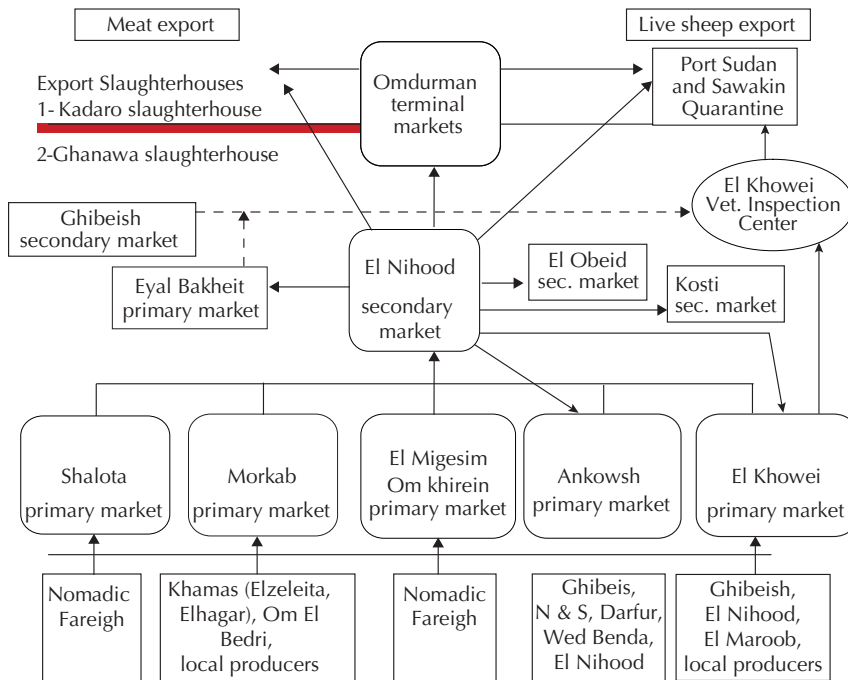 Meat export
Live sheep export
Export Slaughterhouses
1- Kadaro slaughterhouse
2-Ghanawa slaughterhouse
Omdurman
terminal
markets
Port Sudan
and Sawakin
Quarantine
El Khowei
Vet. Inspection
Center
Ghibeish
secondary market
Eyal Bakheit
primary market
El Nihood
secondary
market
El Obeid
sec. market
Kosti
sec. market
Shalota
primary market
Morkab
primary market
El Migesim
Om khirein
primary market
Ankowsh
primary market
El Khowei
primary market
Nomadic
Fareigh
Khamas (Elzeleita,
Elhagar), Om El
Bedri,
local producers
Nomadic
Fareigh
Ghibeis,
N & S, Darfur,
Wed Benda,
El Nihood
Ghibeish,
El Nihood,
El Maroob,
local producers